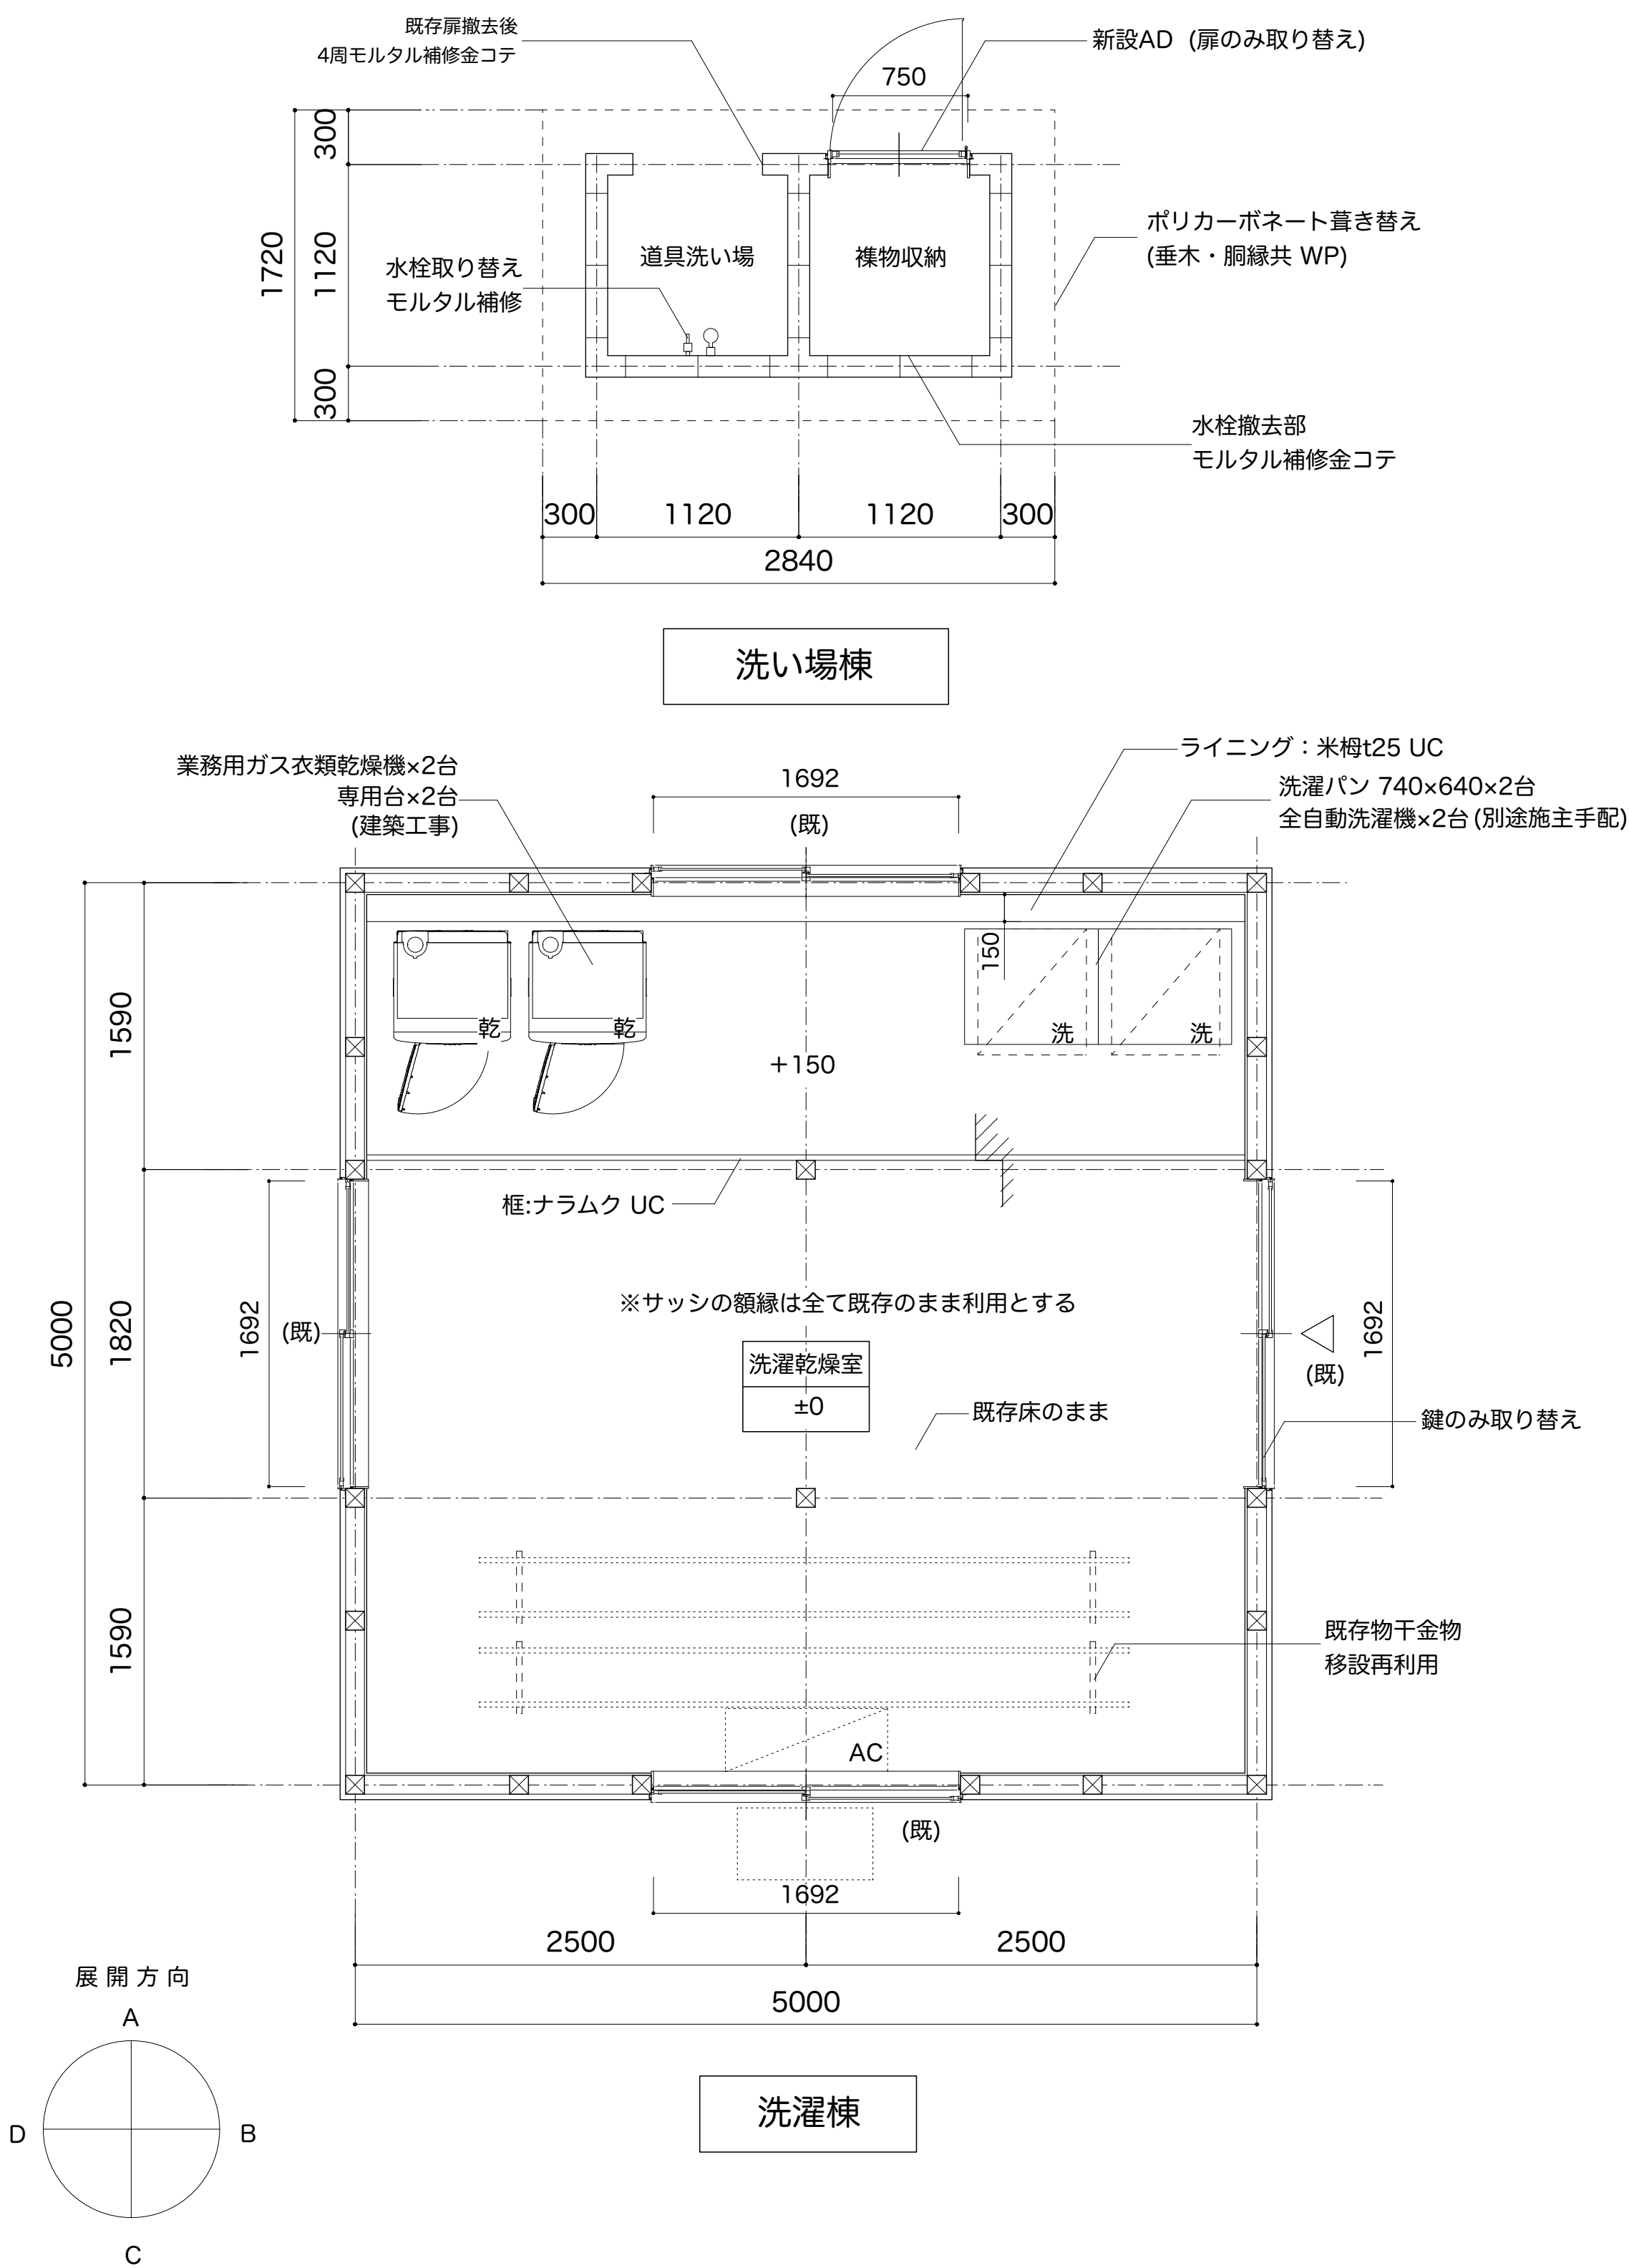 既存扉撤去後
4周モルタル補修金コテ
新設AD (扉のみ取り替え)
750
300
1120
300
1720
道具洗い場
襍物収納
水栓取り替え
モルタル補修
ポリカーボネート葺き替え
(垂木・胴縁共 WP)
水栓撤去部
モルタル補修金コテ
300
1120
1120
300
2840
洗い場棟
業務用ガス衣類乾燥機×2台
専用台×2台
(建築工事)
1692
(既)
ライニング：米栂t25 UC
洗濯パン 740×640×2台
全自動洗濯機×2台 (別途施主手配)
150
乾
乾
洗
洗
+150
1590
1820
1590
5000
框:ナラムク UC
1692
(既)
※サッシの額縁は全て既存のまま利用とする
洗濯乾燥室
±0
既存床のまま
(既)
1692
鍵のみ取り替え
既存物干金物
移設再利用
AC
(既)
1692
2500
2500
5000
展開方向
A
D
B
C
洗濯棟